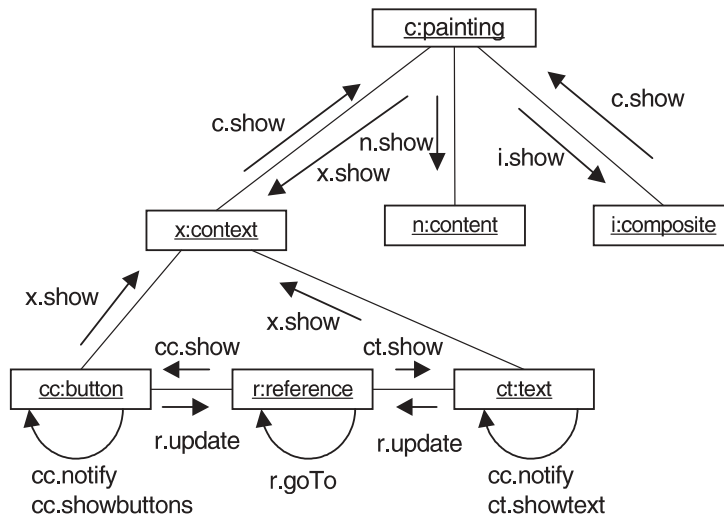 c:painting
c.show
c.show
n.show
x.show
i.show
x:context
n:content
i:composite
x.show
x.show
cc.show
ct.show
cc:button
r:reference
ct:text
r.update
r.update
cc.notify
cc.showbuttons
r.goTo
cc.notify
ct.showtext